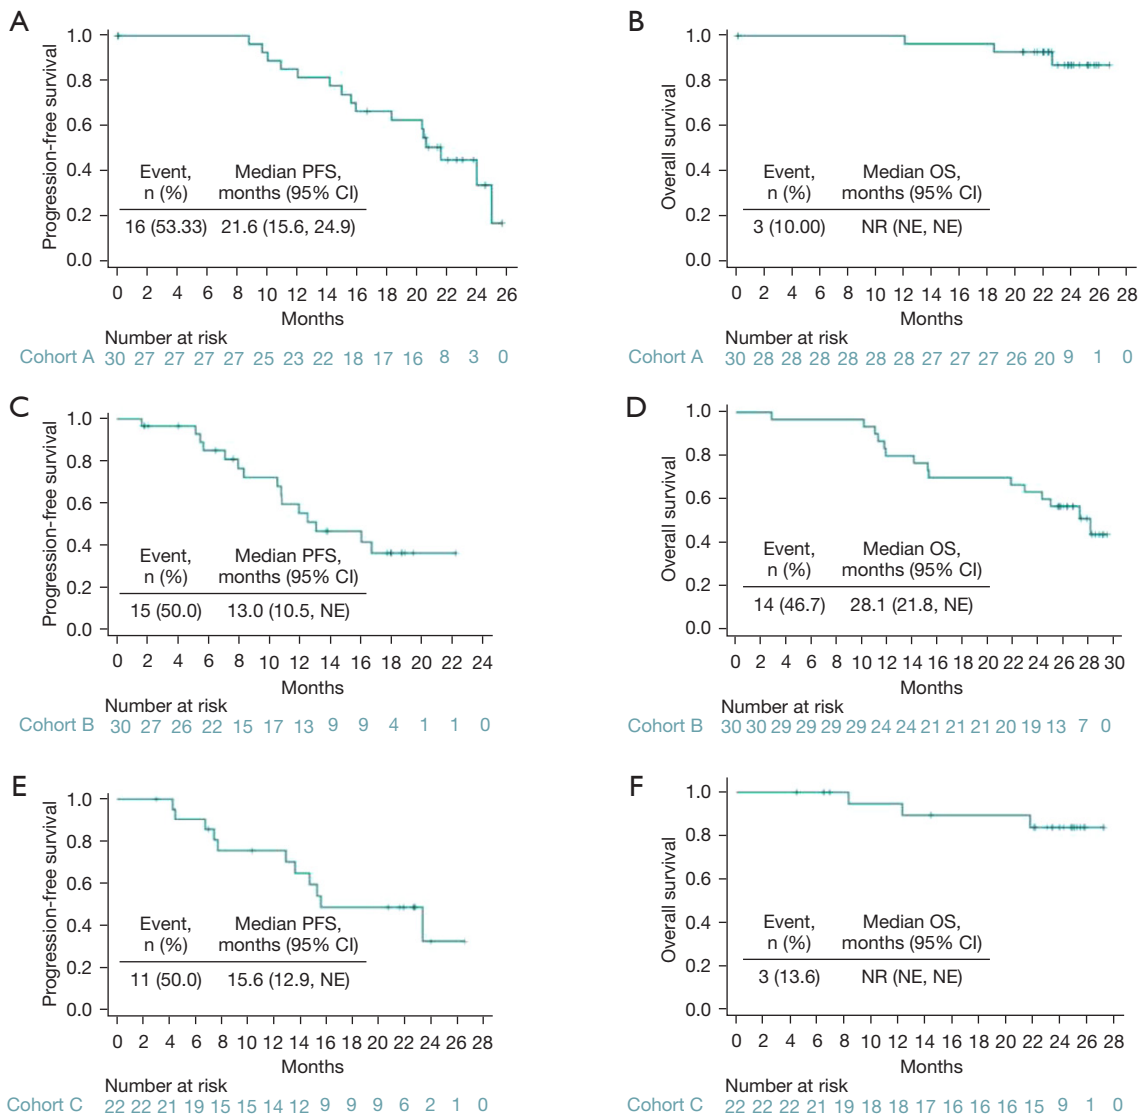 A
Progression-free survival
1.0
0.8
0.6
0.4
0.2
0.0
Event, Median PFS,
n (%) months (95% CI)
16 (53.33) 21.6 (15.6, 24.9)
0 2 4 6 8 10 12 14 16 18 20 22 24 26
Months
Number at risk
Cohort A 30 27 27 27 27 25 23 22 18 17 16 8 3 0
B
Overall survival
1.0
0.8
0.6
0.4
0.2
0.0
Event, Median OS,
n (%) months (95% CI)
3 (10.00) NR (NE, NE)
0 2 4 6 8 10 12 14 16 18 20 22 24 26 28
Months
Number at risk
Cohort A 30 28 28 28 28 28 28 27 27 27 26 20 9 1 0
C
Progression-free survival
1.0
0.8
0.6
0.4
0.2
0.0
Event, Median PFS,
n (%) months (95% CI)
15 (50.0) 13.0 (10.5, NE)
0 2 4 6 8 10 12 14 16 18 20 22 24
Months
Number at risk
Cohort B 30 27 26 22 15 17 13 9 9 4 1 1 0
D
Overall survival
1.0
0.8
0.6
0.4
0.2
0.0
Event, Median OS,
n (%) months (95% CI)
14 (46.7) 28.1 (21.8, NE)
0 2 4 6 8 10 12 14 16 18 20 22 24 26 28 30
Months
Number at risk
Cohort B 30 30 29 29 29 29 24 24 21 21 21 20 19 13 7 0
E
Progression-free survival
1.0
0.8
0.6
0.4
0.2
0.0
Event, Median PFS,
n (%) months (95% CI)
11 (50.0) 15.6 (12.9, NE)
0 2 4 6 8 10 12 14 16 18 20 22 24 26 28
Months
Number at risk
Cohort C 22 22 21 19 15 15 14 12 9 9 9 6 2 1 0
F
Overall survival
1.0
0.8
0.6
0.4
0.2
0.0
Event, Median OS,
n (%) months (95% CI)
3 (13.6) NR (NE, NE)
0 2 4 6 8 10 12 14 16 18 20 22 24 26 28
Months
Number at risk
Cohort C 22 22 22 21 19 18 18 17 16 16 16 15 9 1 0